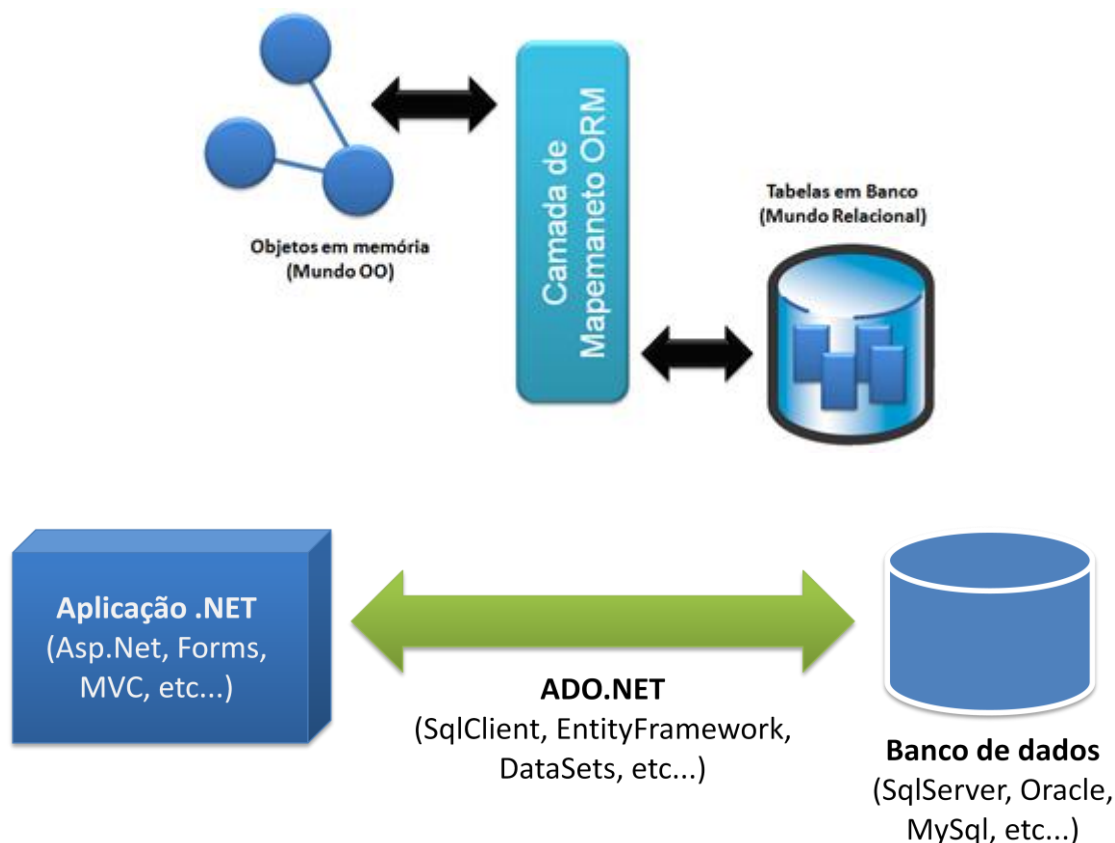 Objetos em memória
(Mundo OO)
Camada de
Mapemaneto ORM
Tabelas em Banco
(Mundo Relacional)
Aplicação .NET
(Asp.Net, Forms,
MVC, etc...)
ADO.NET
(SqlClient, EntityFramework,
DataSets, etc...)
Banco de dados
(SqlServer, Oracle,
MySql, etc...)